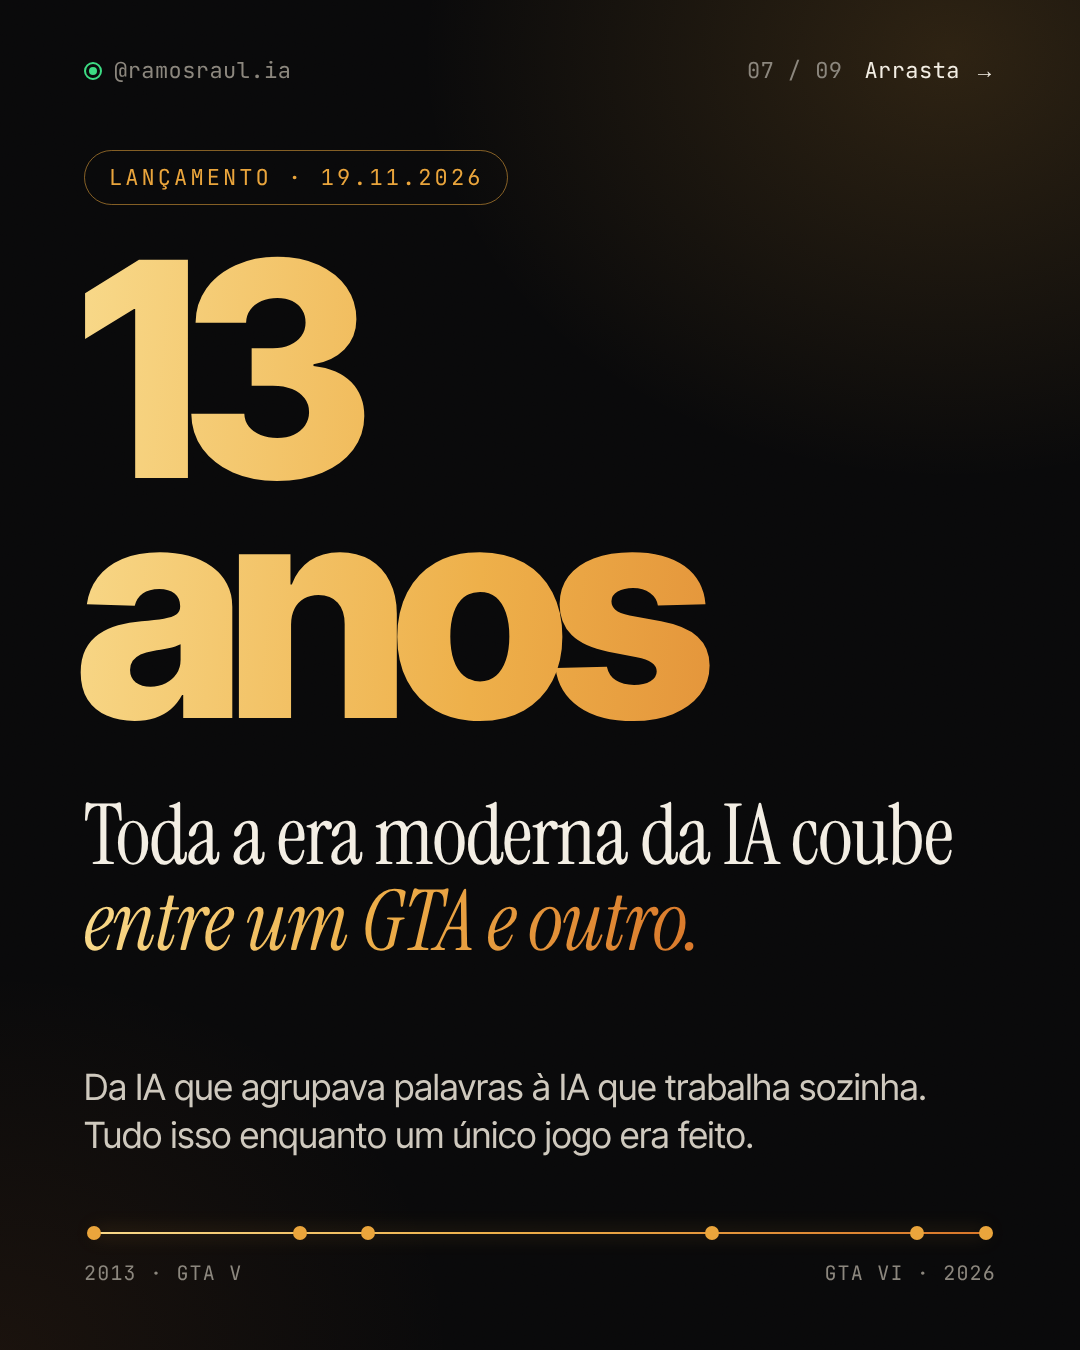 @ramosraul.ia
07 / 09 Arrasta →
LANÇAMENTO · 19.11.2026
13
anos
Toda a era moderna da IA coube
entre um GTA e outro.
Da IA que agrupava palavras à IA que trabalha sozinha.
Tudo isso enquanto um único jogo era feito.
2013 · GTA V
GTA VI · 2026